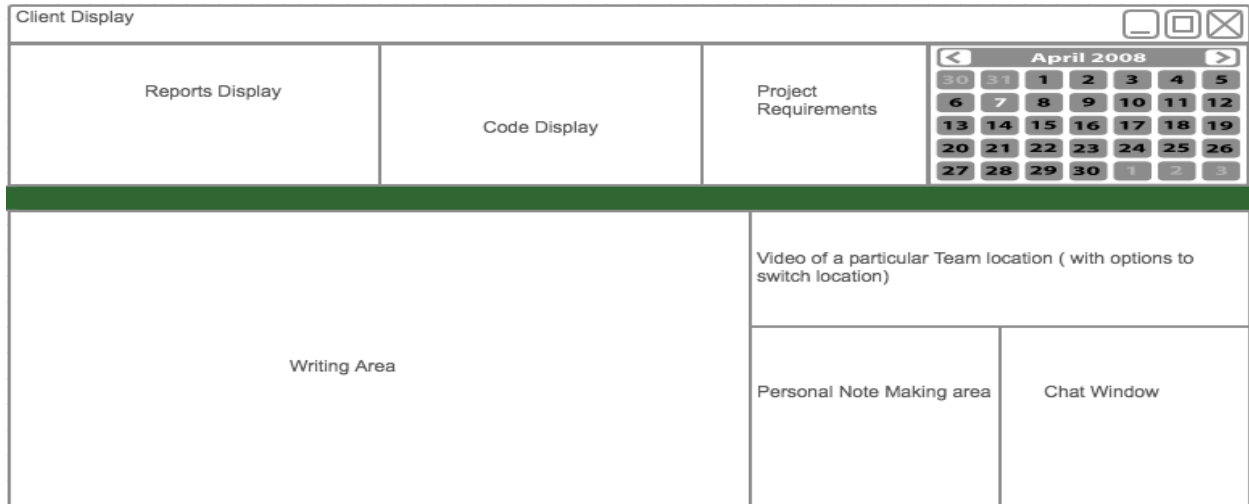 Client Display
April 2008
30 31 1 2 3 4 5
6 7 8 9 10 11 12
13 14 15 16 17 18 19
20 21 22 23 24 25 26
27 28 29 30 1 2 3
Reports Display
Code Display
Project
Requirements
Video of a particular Team location ( with options to
switch location)
Writing Area
Personal Note Making area
Chat Window